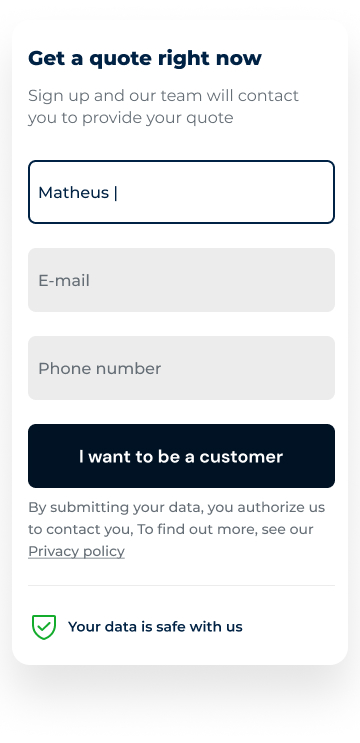 Get a quote right now
Sign up and our team will contact
you to provide your quote
Matheus |
E-mail
Phone number
I want to be a customer
By submitting your data, you authorize us
to contact you, To find out more, see our
Privacy policy
Your data is safe with us